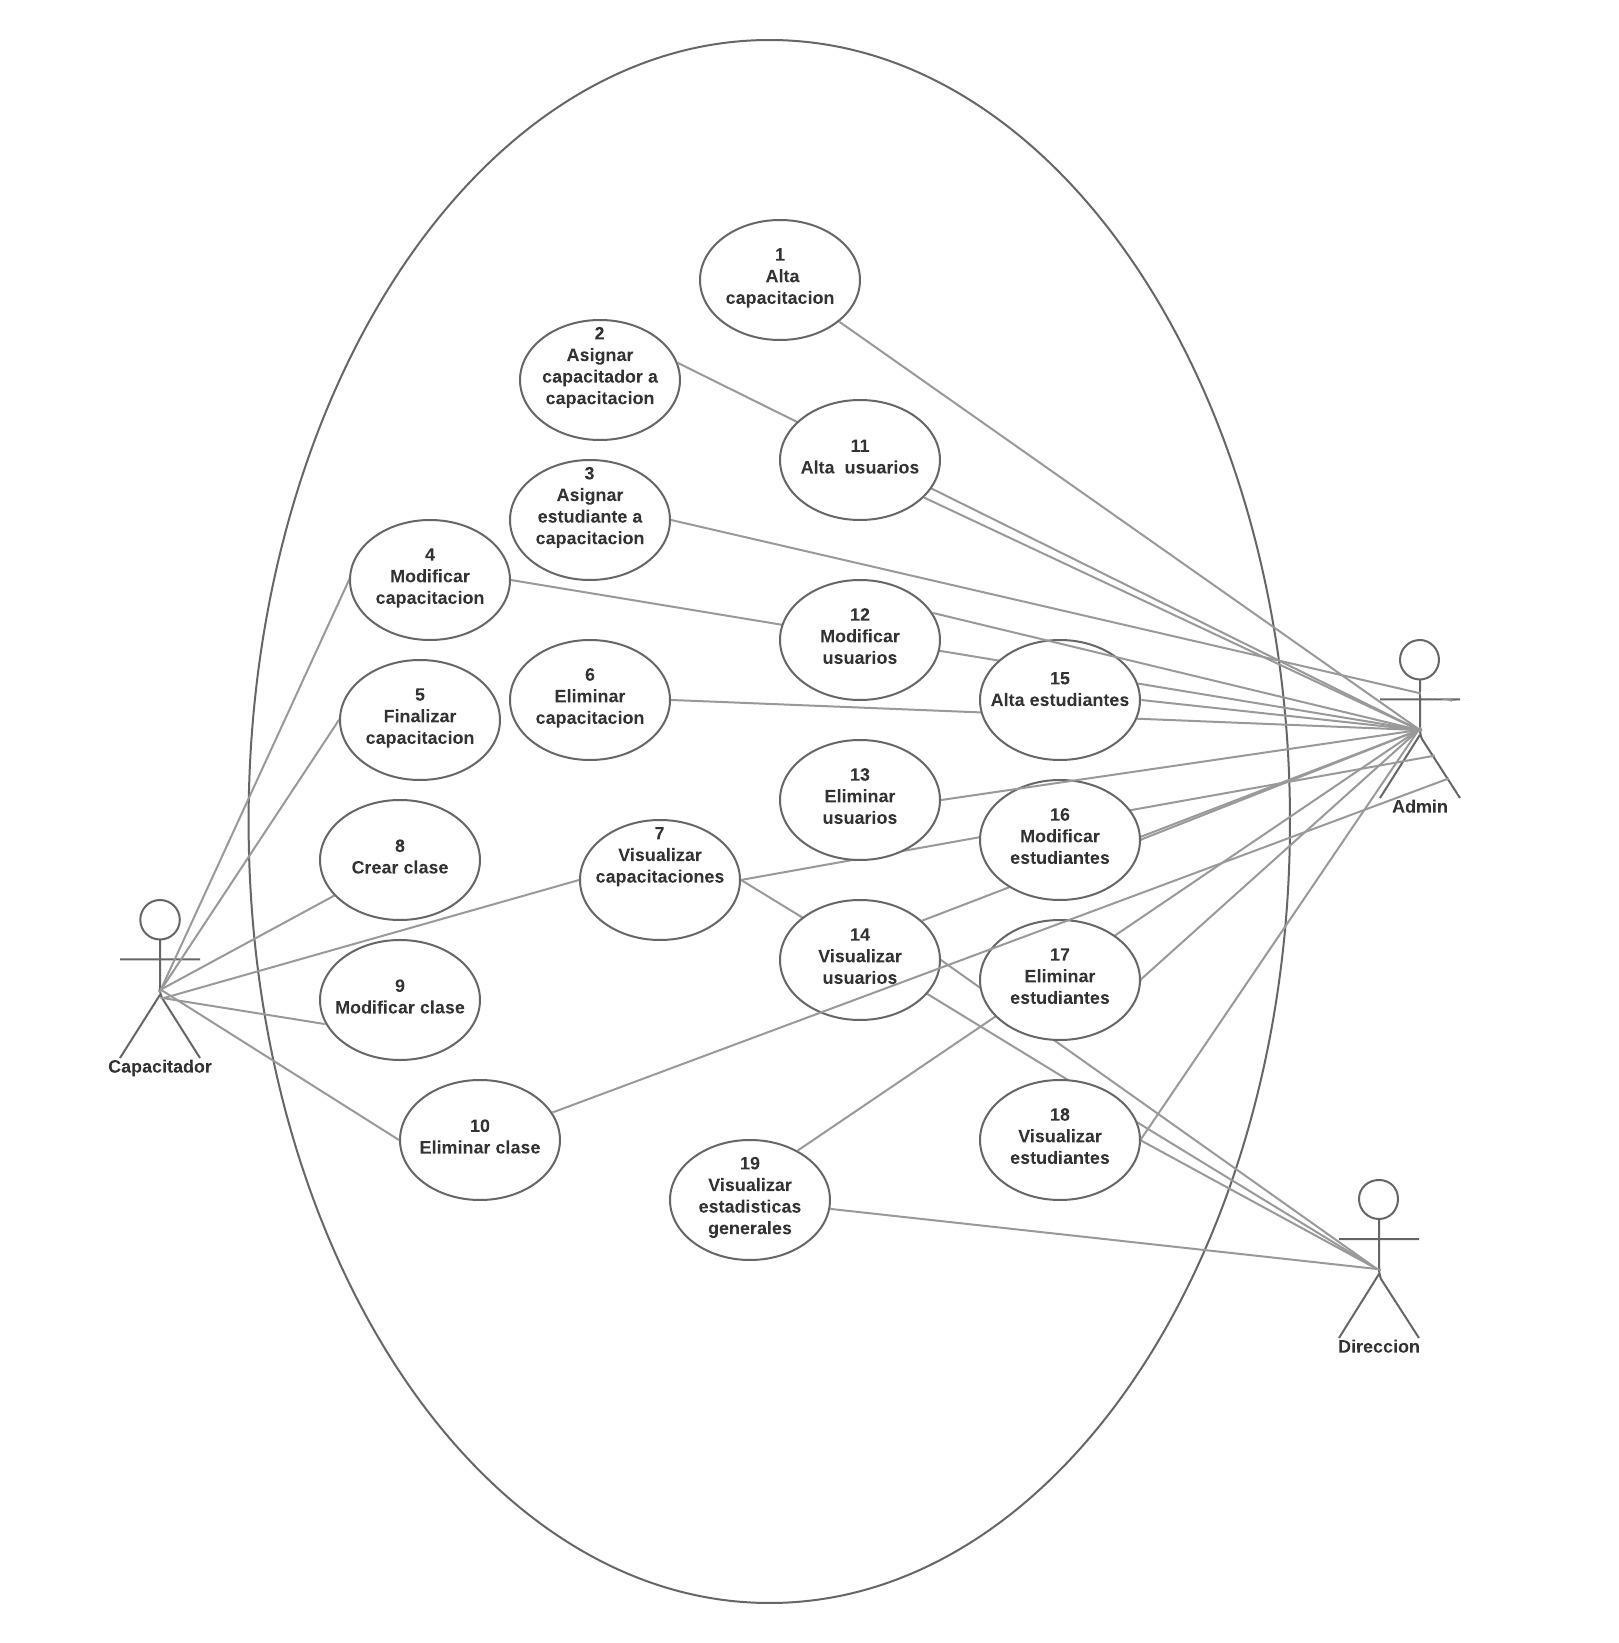 1
Alta
capacitacion
2
Asignar
capacitador a
capacitacion
11
Alta  usuarios
3
Asignar
estudiante a
capacitacion
4
Modificar
capacitacion
12
Modificar
usuarios
6
Eliminar
capacitacion
15
Alta estudiantes
5
Finalizar
capacitacion
13
Eliminar
usuarios
16
Modificar
estudiantes
Admin
8
Crear clase
7
Visualizar
capacitaciones
14
Visualizar
usuarios
17
Eliminar
estudiantes
9
Modificar clase
Capacitador
10
Eliminar clase
18
Visualizar
estudiantes
19
Visualizar
estadisticas
generales
Direccion